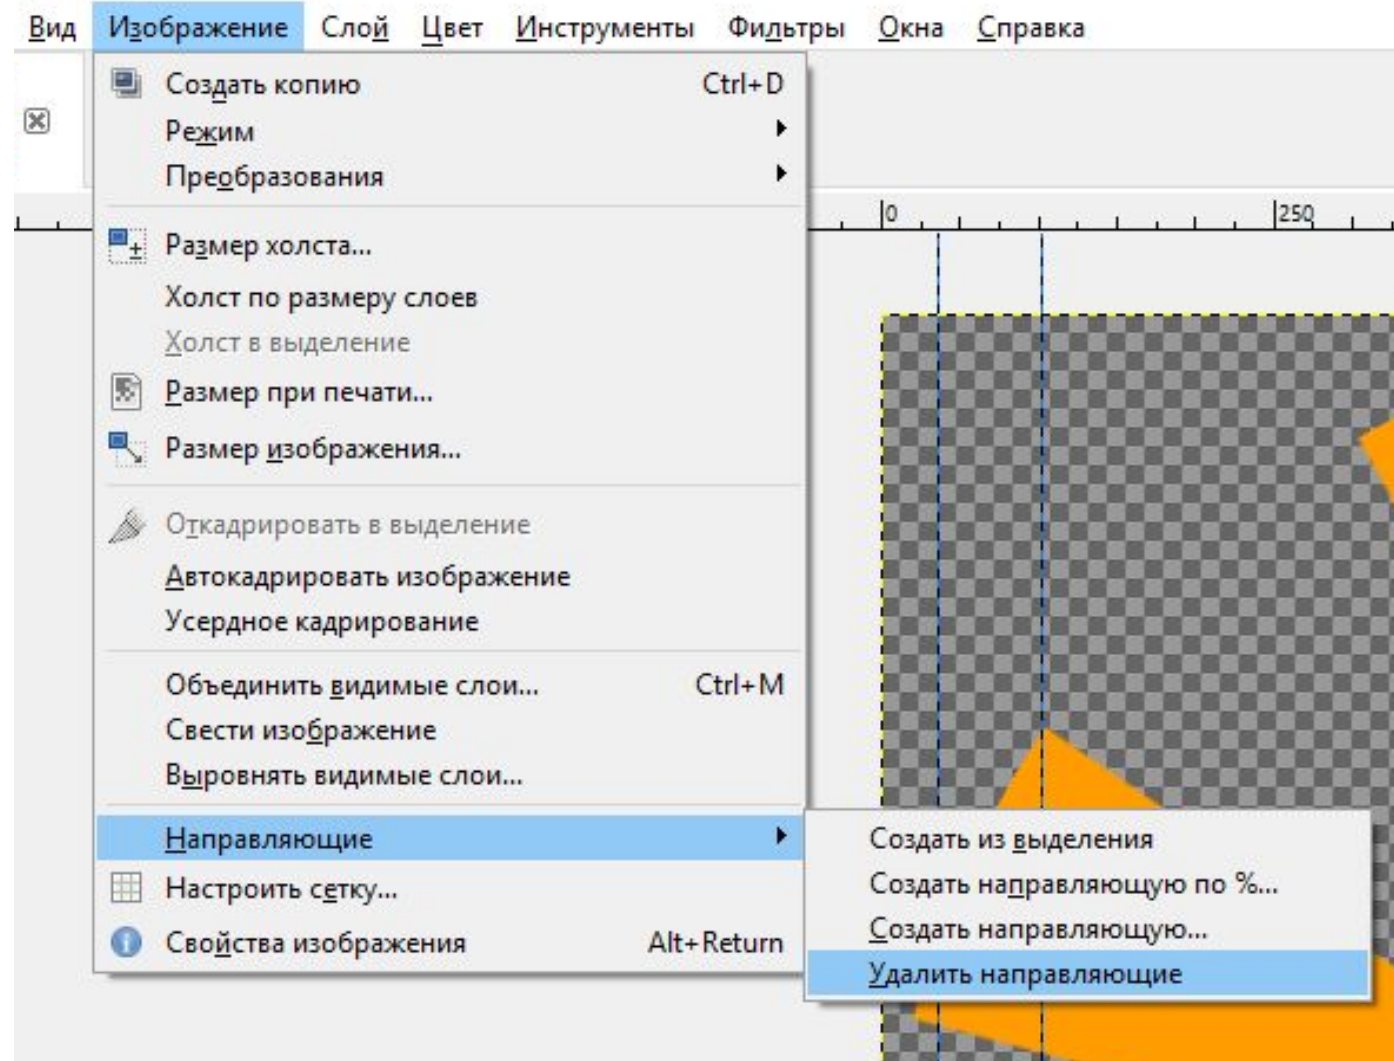 Вид Изображение Слой Цвет Инструменты Фильтры Окна Справка
Создать копию Ctrl+D
Режим
Преобразования
0 250
Размер холста...
Холст по размеру слоев
Холст в выделение
Размер при печати...
Размер изображения...
Откадрировать в выделение
Автокадрировать изображение
Усердное кадрирование
Объединить видимые слои... Ctrl+M
Свести изображение
Выровнять видимые слои...
Направляющие
Настроить сетку...
Свойства изображения Alt+Return
Создать из выделения
Создать направляющую по %...
Создать направляющую...
Удалить направляющие